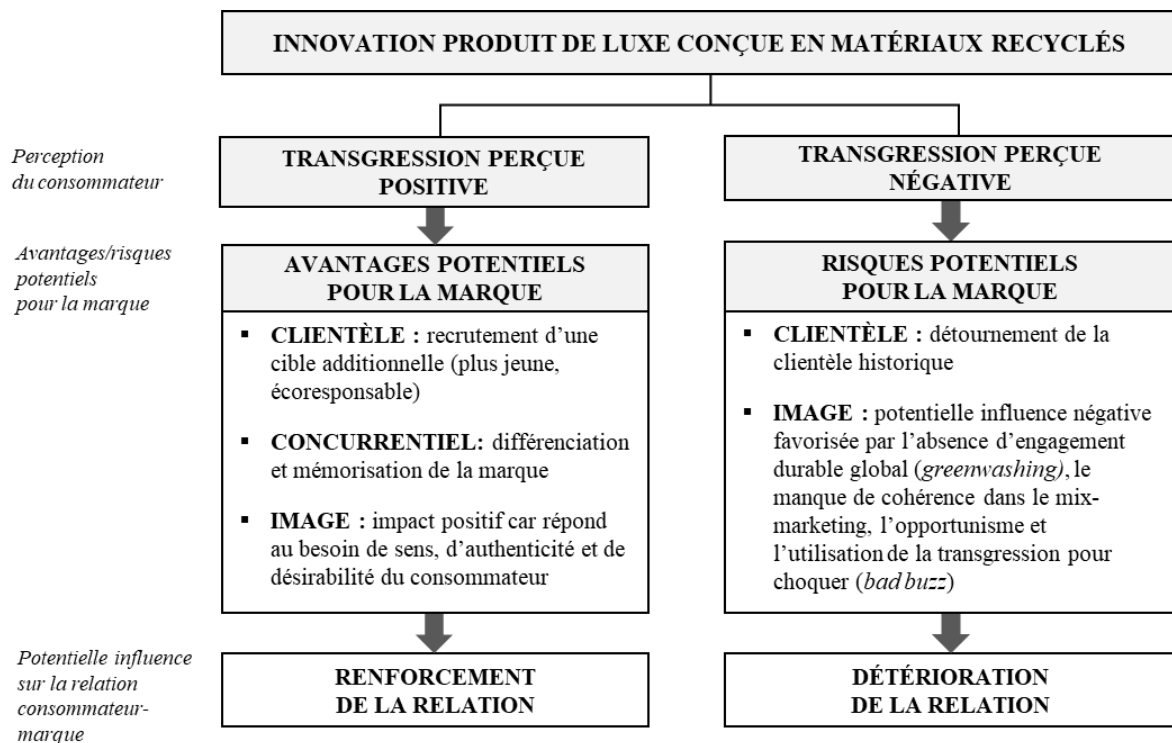 INNOVATION PRODUIT DE LUXE CONÇUE EN MATÉRIAUX RECYCLÉS
Perception
du consommateur
TRANSGRESSION PERÇUE
POSITIVE
TRANSGRESSION PERÇUE
NÉGATIVE
Avantages/risques
potentiels
pour la marque
AVANTAGES POTENTIELS
POUR LA MARQUE
▪ CLIENTÈLE : recrutement d’une
cible additionnelle (plus jeune,
écoresponsable)
▪ CONCURRENTIEL: différenciation
et mémorisation de la marque
▪ IMAGE : impact positif car répond
au besoin de sens, d’authenticité et de
désirabilité du consommateur
RISQUES POTENTIELS
POUR LA MARQUE
▪ CLIENTÈLE : détournement de la
clientèle historique
▪ IMAGE : potentielle influence négative
favorisée par l’absence d’engagement
durable global (greenwashing), le
manque de cohérence dans le mix-
marketing, l’opportunisme et
l’utilisation de la transgression pour
choquer (bad buzz)
Potentielle influence
sur la relation
consommateur-
marque
RENFORCEMENT
DE LA RELATION
DÉTÉRIORATION
DE LA RELATION